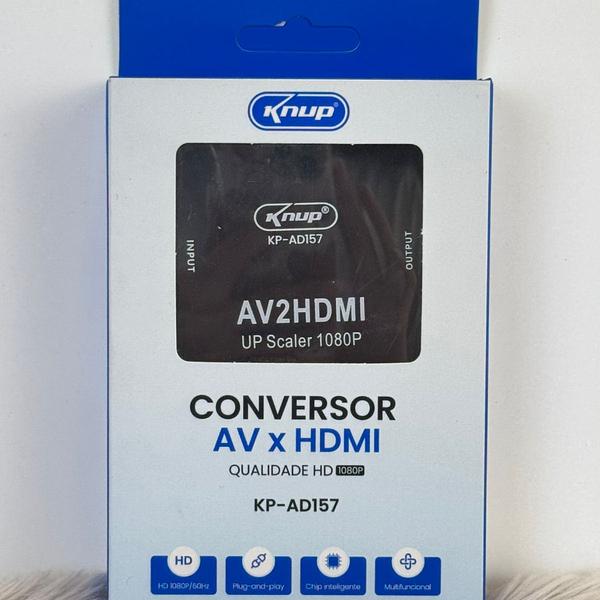 Knup®
Knup®
KP-AD157
INPUT
OUTPUT
AV2HDMI
UP Scaler 1080P
CONVERSOR
AV x HDMI
QUALIDADE HD 1080P
KP-AD157
HD
HD 1080P/60Hz
Plug-and-play
Chip inteligente
Multifuncional